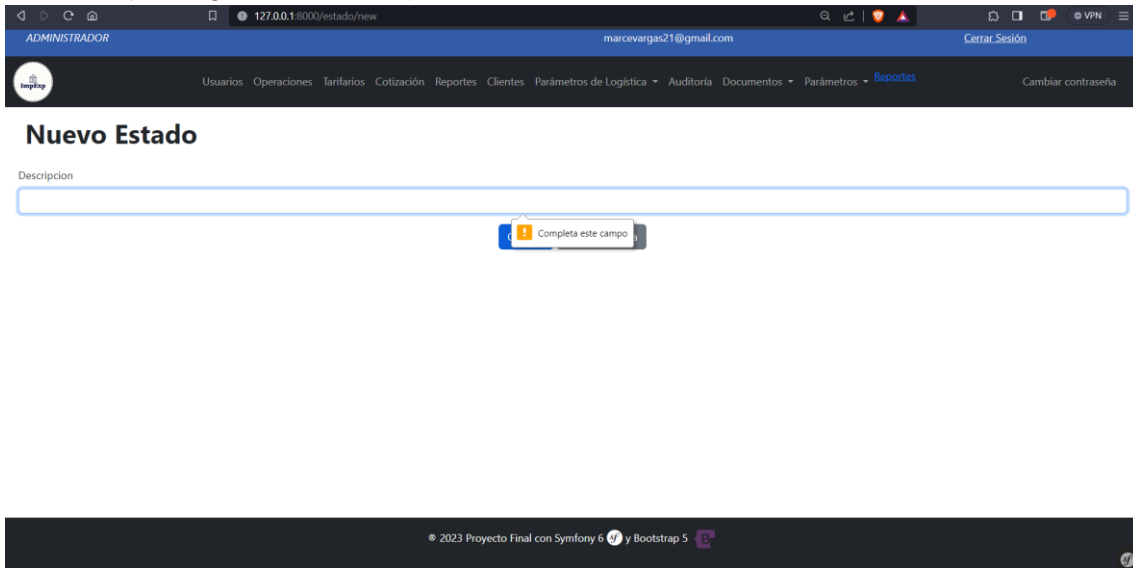 127.0.0.1:8000/estado/new
VPN
ADMINISTRADOR marcevargas21@gmail.com Cerrar Sesión
ImpExp Usuarios Operaciones Tarifarios Cotización Reportes Clientes Parámetros de Logística Auditoría Documentos Parámetros Reportes Cambiar contraseña
Nuevo Estado
Descripcion
Completa este campo
® 2023 Proyecto Final con Symfony 6 sf y Bootstrap 5 B
sf